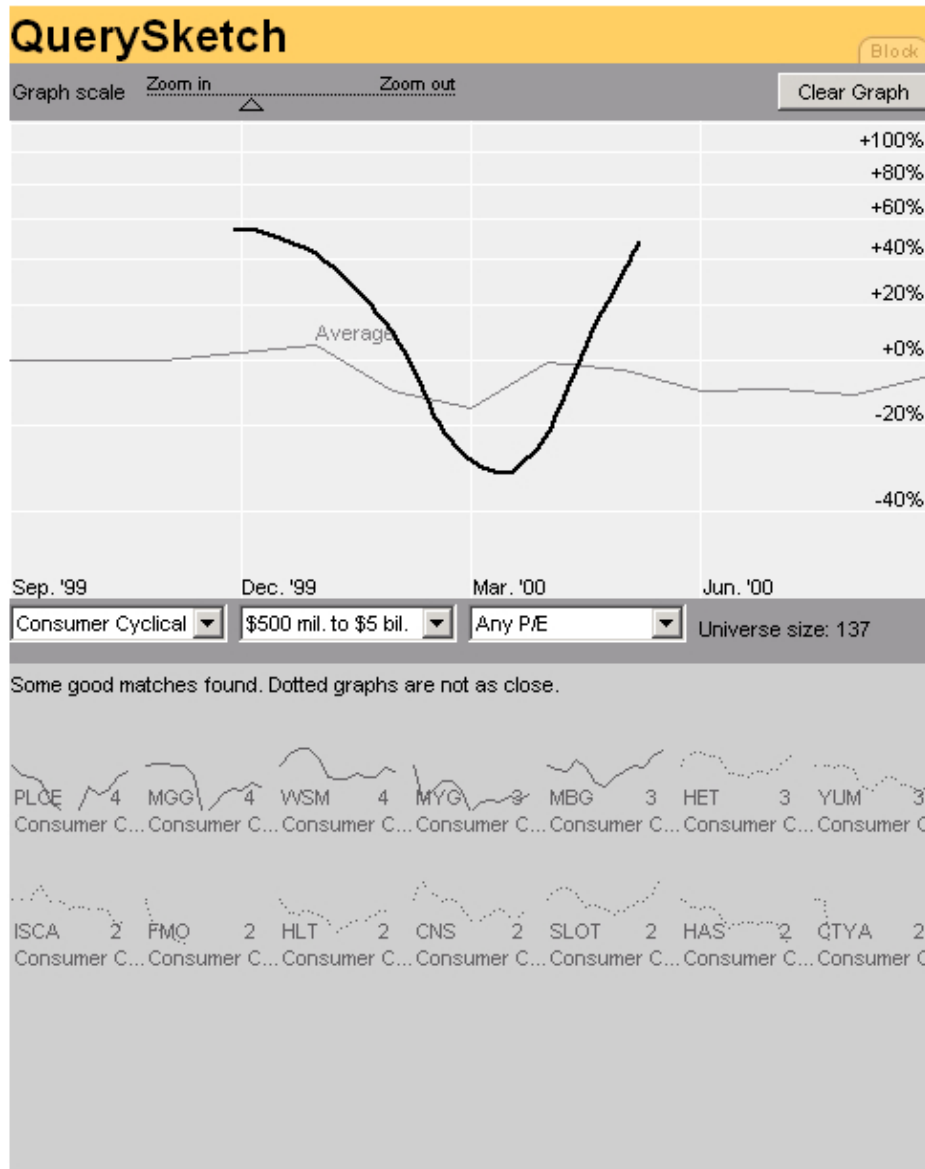 QuerySketch
Block
Graph scale Zoom in Zoom out Clear Graph
+100%
+80%
+60%
+40%
+20%
Average
+0%
-20%
-40%
Sep. '99 Dec. '99 Mar. '00 Jun. '00
Consumer Cyclical $500 mil. to $5 bil. Any P/E Universe size: 137
Some good matches found. Dotted graphs are not as close.
PLCE 4 MGG 4 WSM 4 MYG 3 MBG 3 HET 3 YUM 3
Consumer C... Consumer C... Consumer C... Consumer C... Consumer C... Consumer C... Consumer C
ISCA 2 FMO 2 HLT 2 CNS 2 SLOT 2 HAS 2 CTYA 2
Consumer C... Consumer C... Consumer C... Consumer C... Consumer C... Consumer C... Consumer C